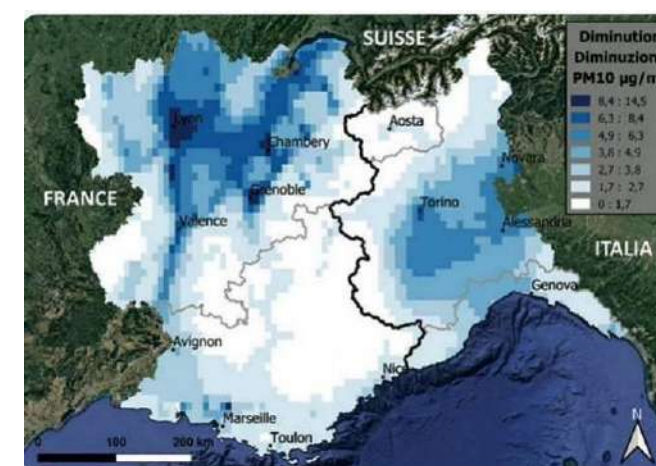 SUISSE
Diminution
Diminuzion
PM10 µg/m
8,4 : 14,5
6,3 : 8,4
4,9 : 6,3
3,8 : 4,9
2,7 : 3,8
1,7 : 2,7
0 : 1,7
Lyon
Aosta
Chambery
Novara
Grenoble
FRANCE
Torino
Valence
Alessandria
ITALIA
Genova
Avignon
Nice
Marseille
Toulon
N
0 100 200 km